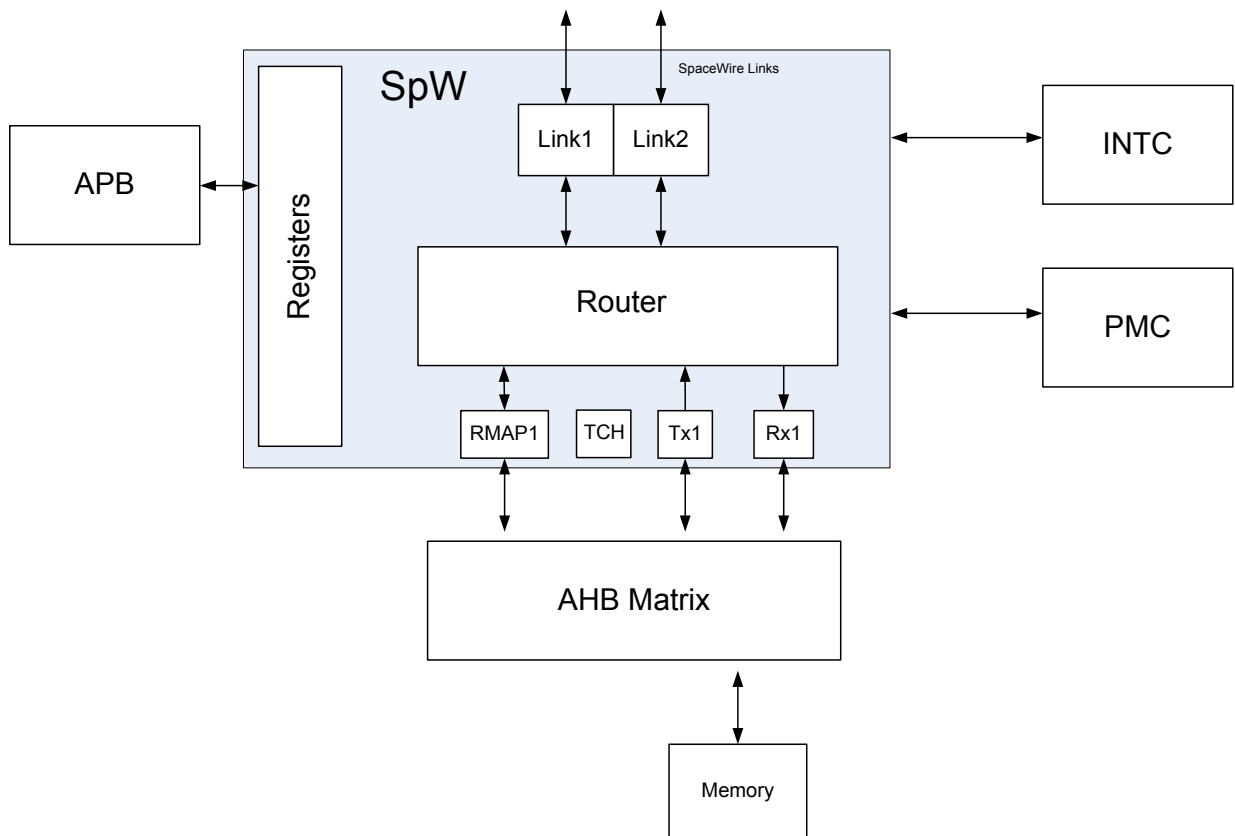 SpW
SpaceWire Links
Link1
Link2
INTC
APB
Registers
Router
PMC
RMAP1
TCH
Tx1
Rx1
AHB Matrix
Memory